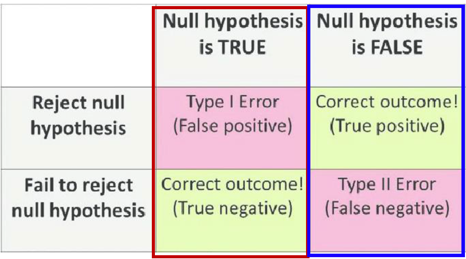 Null hypothesis
is TRUE
Null hypothesis
is FALSE
Reject null
hypothesis
Type I Error
(False positive)
Correct outcome!
(True positive)
Fail to reject
null hypothesis
Correct outcome!
(True negative)
Type II Error
(False negative)